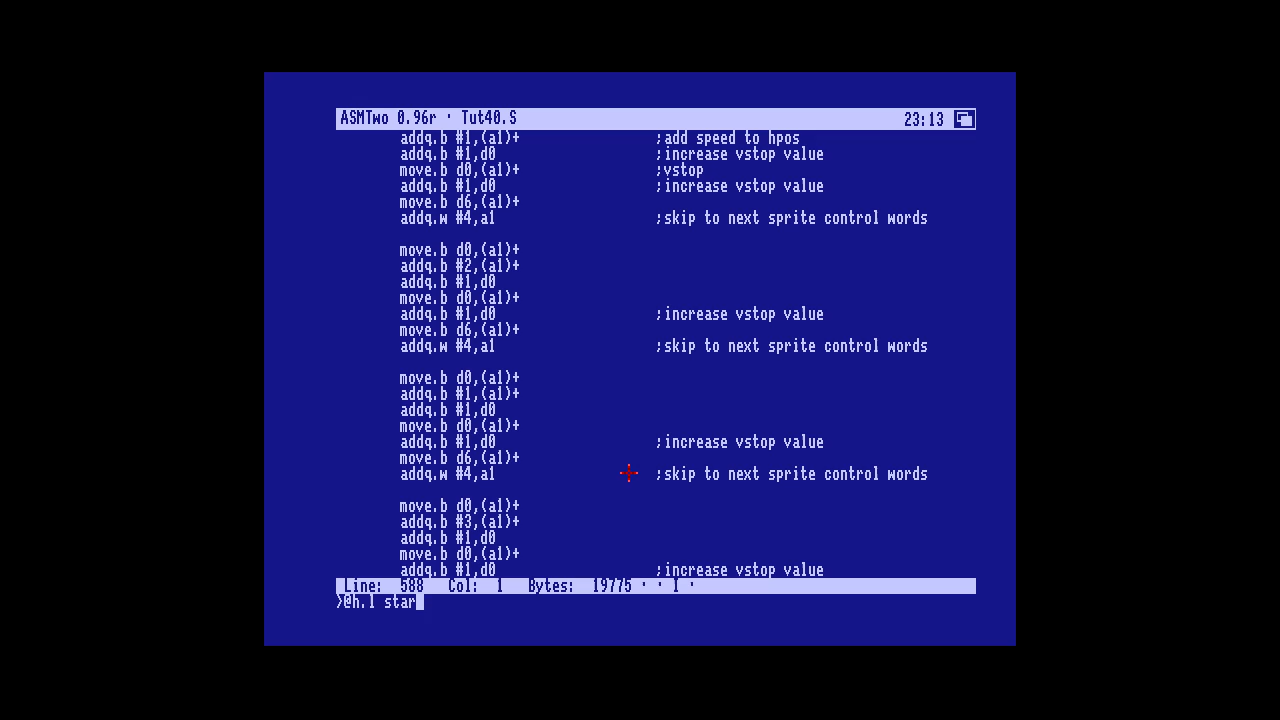 ASMTwo 0.96r · Tut40.S 23:13
addq.b #1,(a1)+ ;add speed to hpos
addq.b #1,d0 ;increase vstop value
move.b d0,(a1)+ ;vstop
addq.b #1,d0 ;increase vstop value
move.b d6,(a1)+
addq.w #4,a1 ;skip to next sprite control words
move.b d0,(a1)+
addq.b #2,(a1)+
addq.b #1,d0
move.b d0,(a1)+
addq.b #1,d0 ;increase vstop value
move.b d6,(a1)+
addq.w #4,a1 ;skip to next sprite control words
move.b d0,(a1)+
addq.b #1,(a1)+
addq.b #1,d0
move.b d0,(a1)+
addq.b #1,d0 ;increase vstop value
move.b d6,(a1)+
addq.w #4,a1 ;skip to next sprite control words
move.b d0,(a1)+
addq.b #3,(a1)+
addq.b #1,d0
move.b d0,(a1)+
addq.b #1,d0 ;increase vstop value
Line: 588 Col: 1 Bytes: 19775 · · I ·
>@h.l star